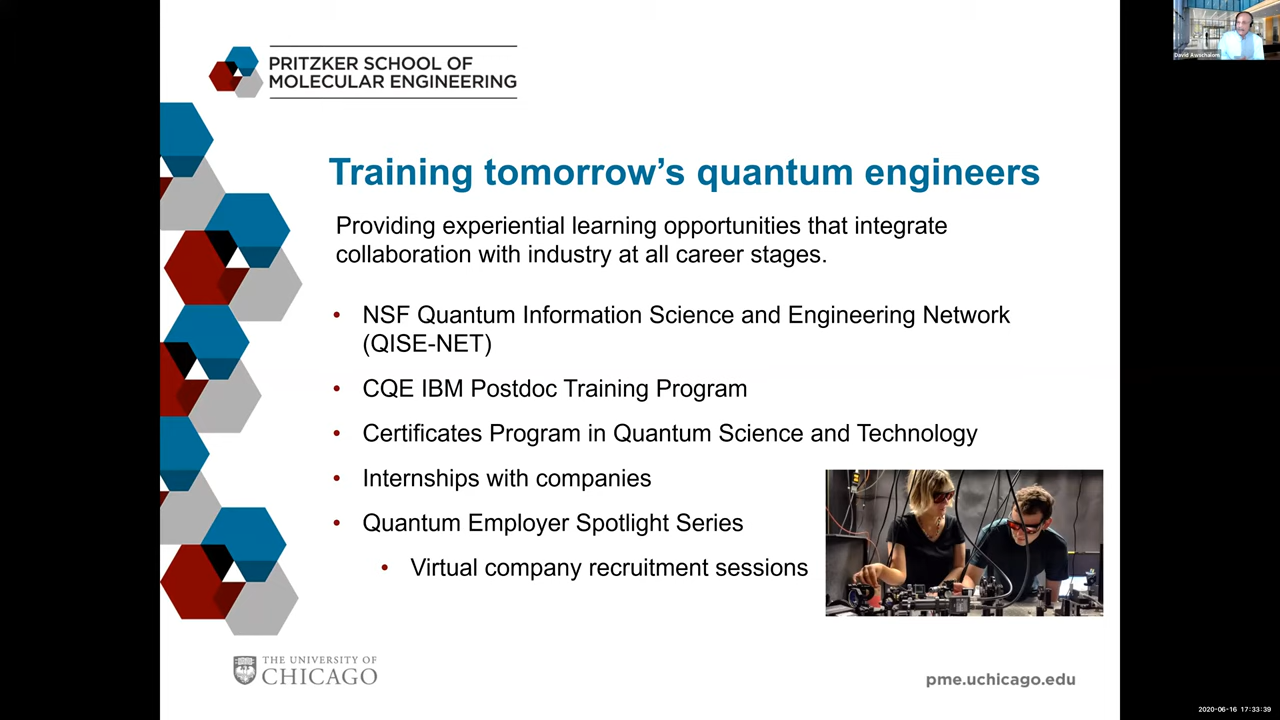 PRITZKER SCHOOL OF
MOLECULAR ENGINEERING
David Awschalom
Training tomorrow’s quantum engineers
Providing experiential learning opportunities that integrate
collaboration with industry at all career stages.
• NSF Quantum Information Science and Engineering Network
(QISE-NET)
• CQE IBM Postdoc Training Program
• Certificates Program in Quantum Science and Technology
• Internships with companies
• Quantum Employer Spotlight Series
• Virtual company recruitment sessions
THE UNIVERSITY OF
CHICAGO
pme.uchicago.edu
2020-06-16 17:33:39